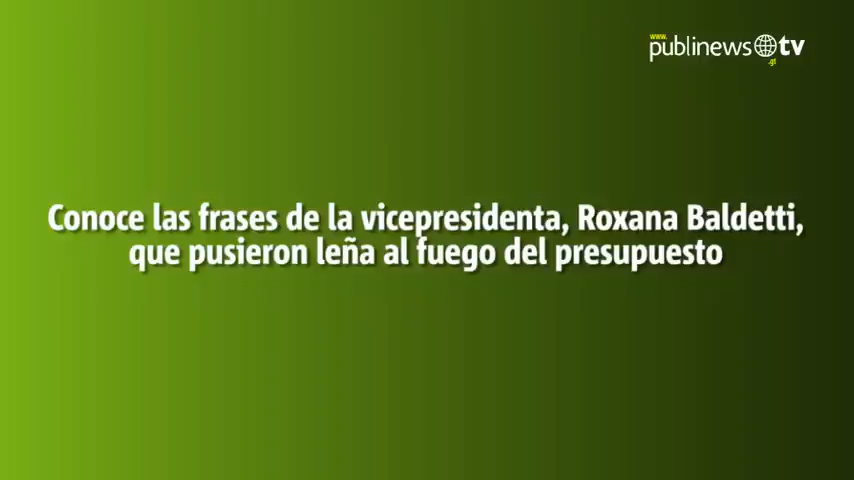 www.
publinews tv
.gt
Conoce las frases de la vicepresidenta, Roxana Baldetti,
que pusieron leña al fuego del presupuesto